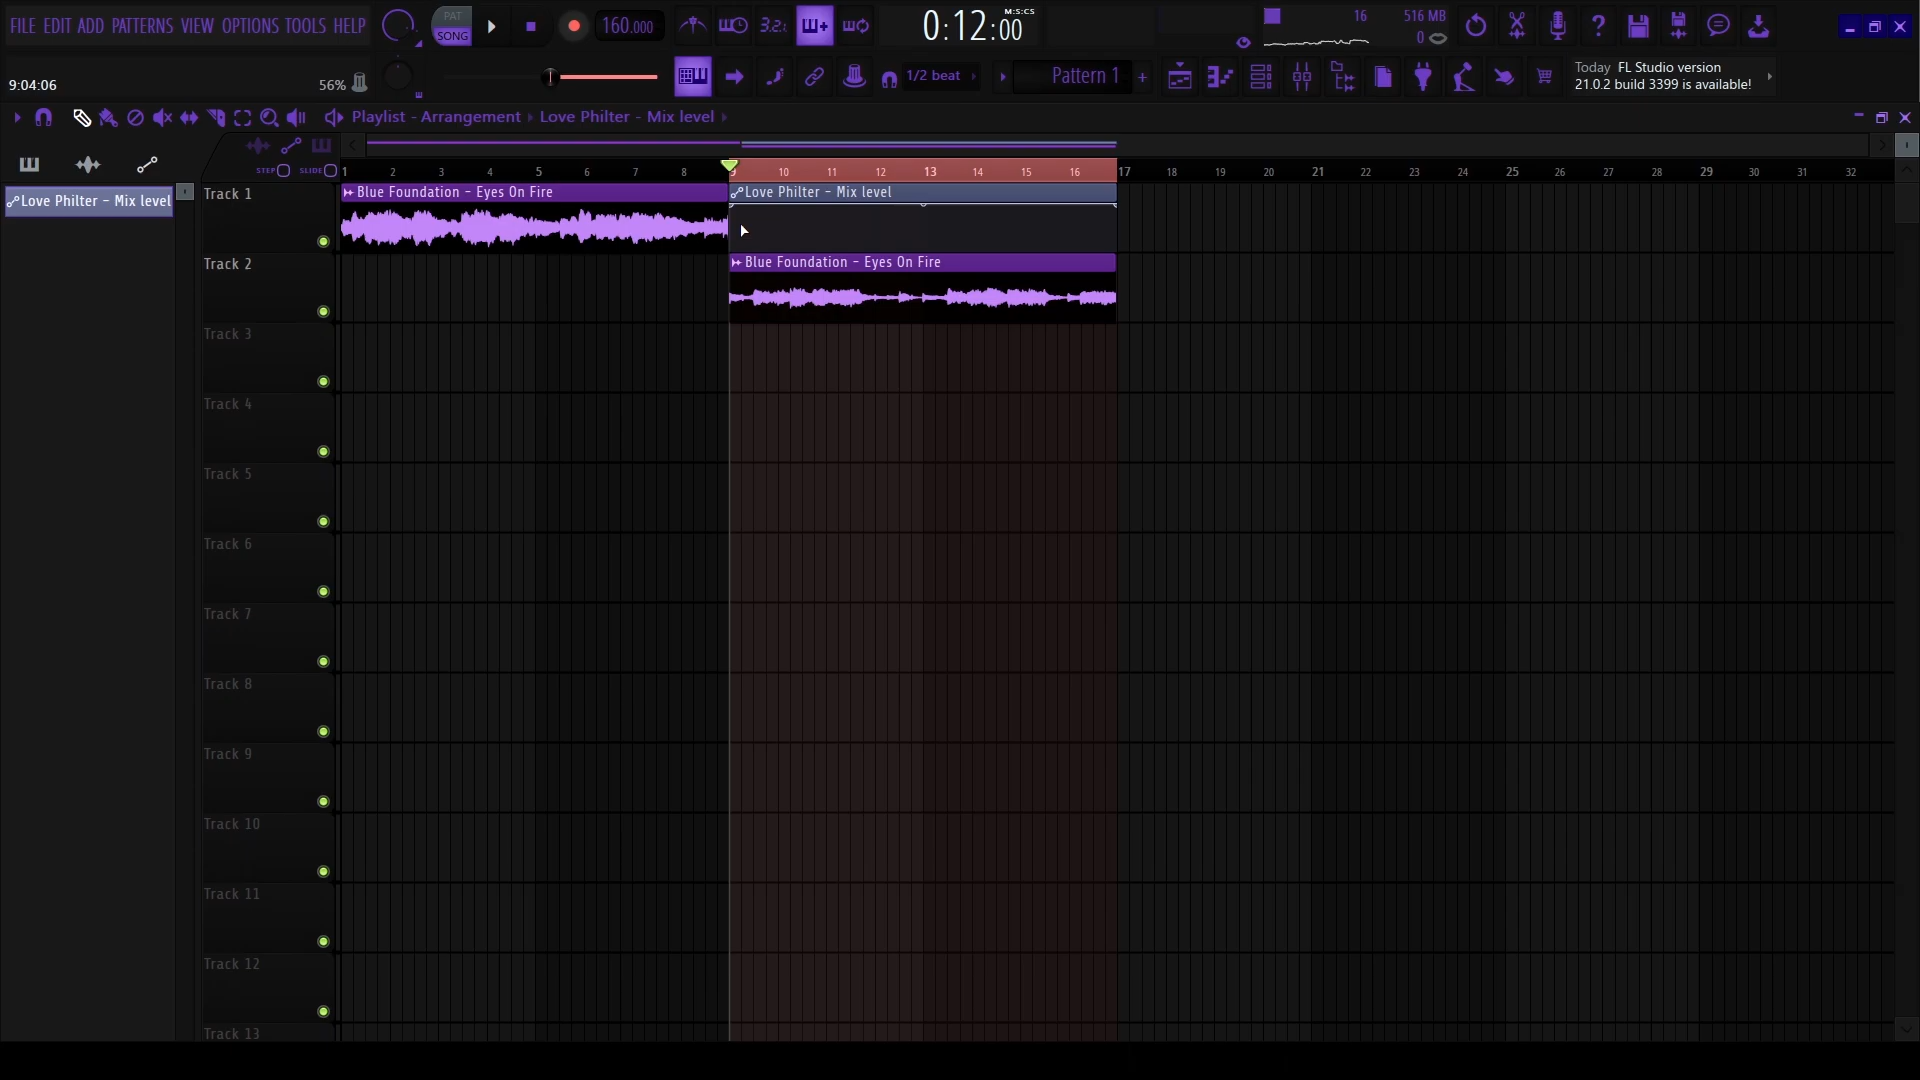 FILE EDIT ADD PATTERNS VIEW OPTIONS TOOLS HELP
PAT
SONG
160.000
3.2.
0:12:00
M:S:CS
16
516 MB
0
9:04:06
56%
1/2 beat
Pattern 1
+
Today FL Studio version
21.0.2 build 3399 is available!
Playlist - Arrangement › Love Philter - Mix level
STEP
SLIDE
1 2 3 4 5 6 7 8 9 10 11 12 13 14 15 16 17 18 19 20 21 22 23 24 25 26 27 28 29 30 31 32
Love Philter - Mix level
Track 1
Blue Foundation - Eyes On Fire
Love Philter - Mix level
Track 2
Blue Foundation - Eyes On Fire
Track 3
Track 4
Track 5
Track 6
Track 7
Track 8
Track 9
Track 10
Track 11
Track 12
Track 13